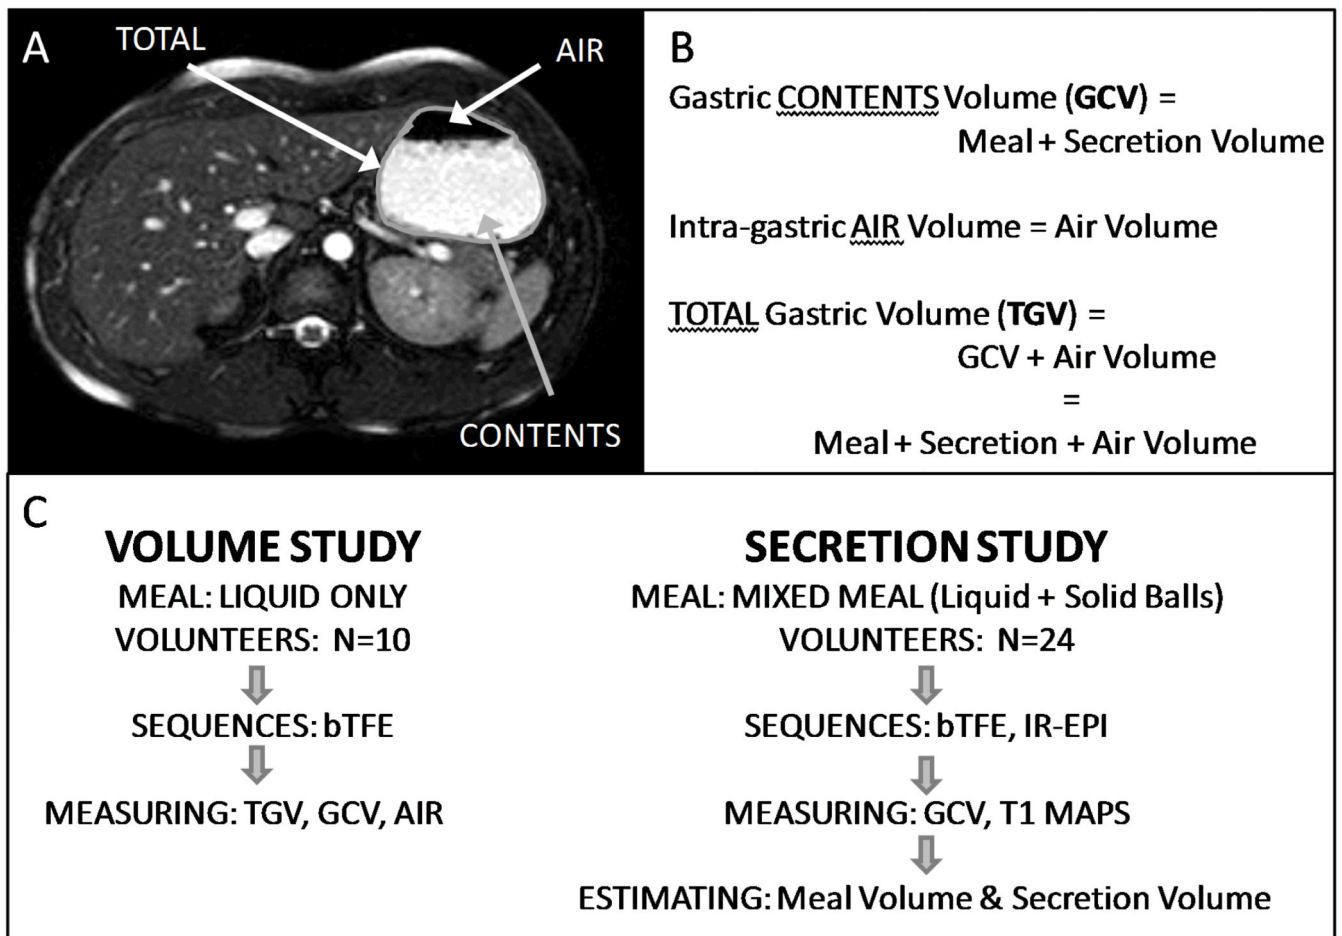 A
TOTAL
AIR
CONTENTS
B
Gastric CONTENTS Volume (GCV) =
Meal + Secretion Volume
Intra-gastric AIR Volume = Air Volume
TOTAL Gastric Volume (TGV) =
GCV + Air Volume
=
Meal + Secretion + Air Volume
C
VOLUME STUDY
MEAL: LIQUID ONLY
VOLUNTEERS: N=10
SEQUENCES: bTFE
MEASURING: TGV, GCV, AIR
SECRETION STUDY
MEAL: MIXED MEAL (Liquid + Solid Balls)
VOLUNTEERS: N=24
SEQUENCES: bTFE, IR-EPI
MEASURING: GCV, T1 MAPS
ESTIMATING: Meal Volume & Secretion Volume